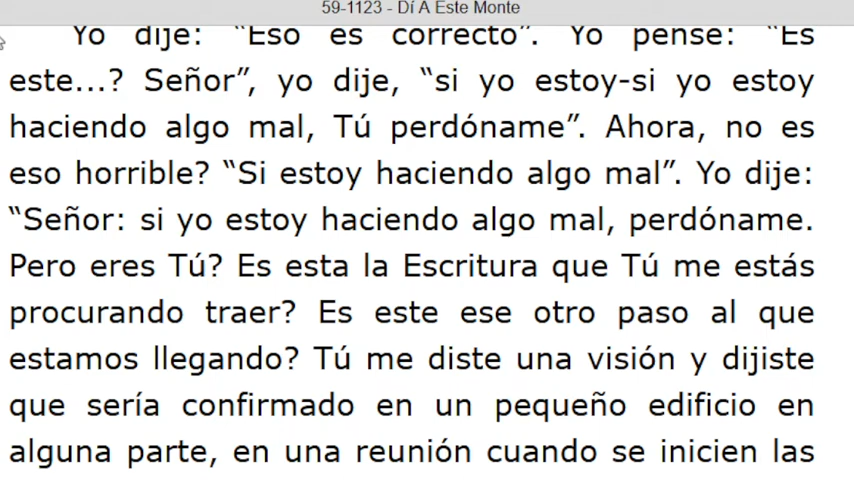 59-1123 - Dí A Este Monte
Yo dije: “Eso es correcto”. Yo pensé: “Es
este...? Señor”, yo dije, “si yo estoy-si yo estoy
haciendo algo mal, Tú perdóname”. Ahora, no es
eso horrible? “Si estoy haciendo algo mal”. Yo dije:
“Señor: si yo estoy haciendo algo mal, perdóname.
Pero eres Tú? Es esta la Escritura que Tú me estás
procurando traer? Es este ese otro paso al que
estamos llegando? Tú me diste una visión y dijiste
que sería confirmado en un pequeño edificio en
alguna parte, en una reunión cuando se inicien las